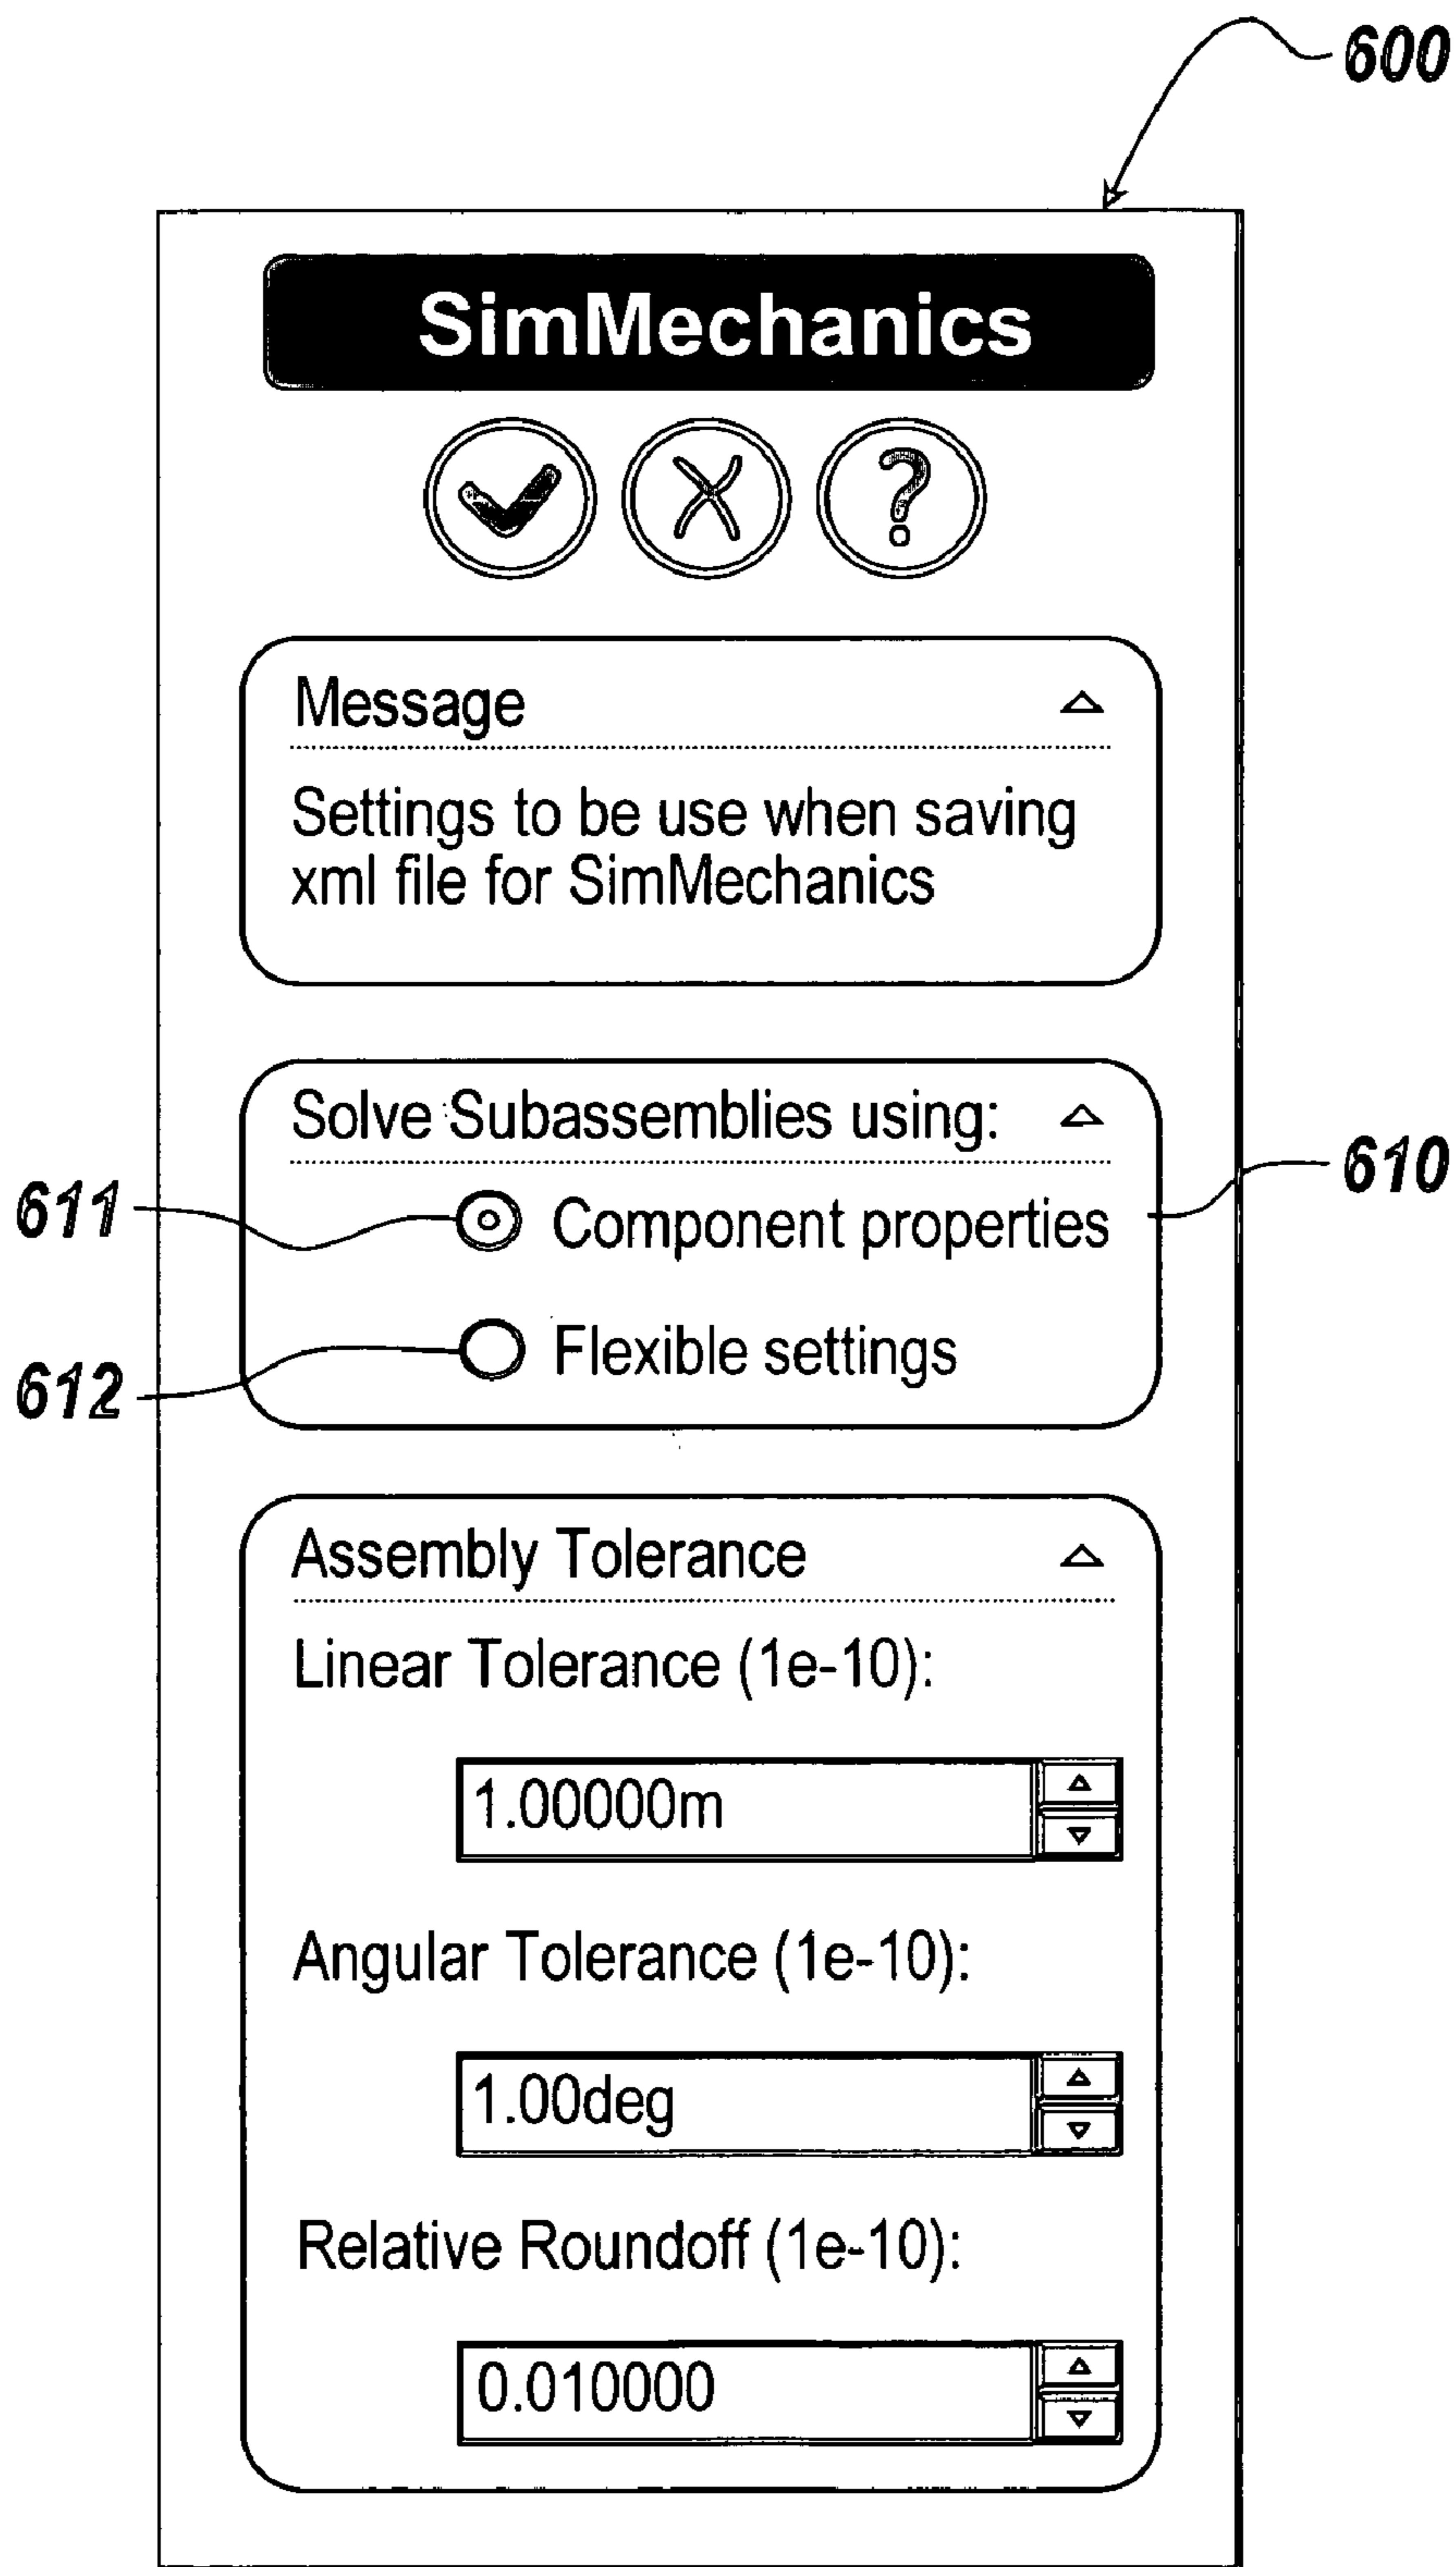 600
SimMechanics
?
Message
Settings to be use when saving
xml file for SimMechanics
Solve Subassemblies using:
610
611
Component properties
612
Flexible settings
Assembly Tolerance
Linear Tolerance (1e-10):
1.00000m
Angular Tolerance (1e-10):
1.00deg
Relative Roundoff (1e-10):
0.010000